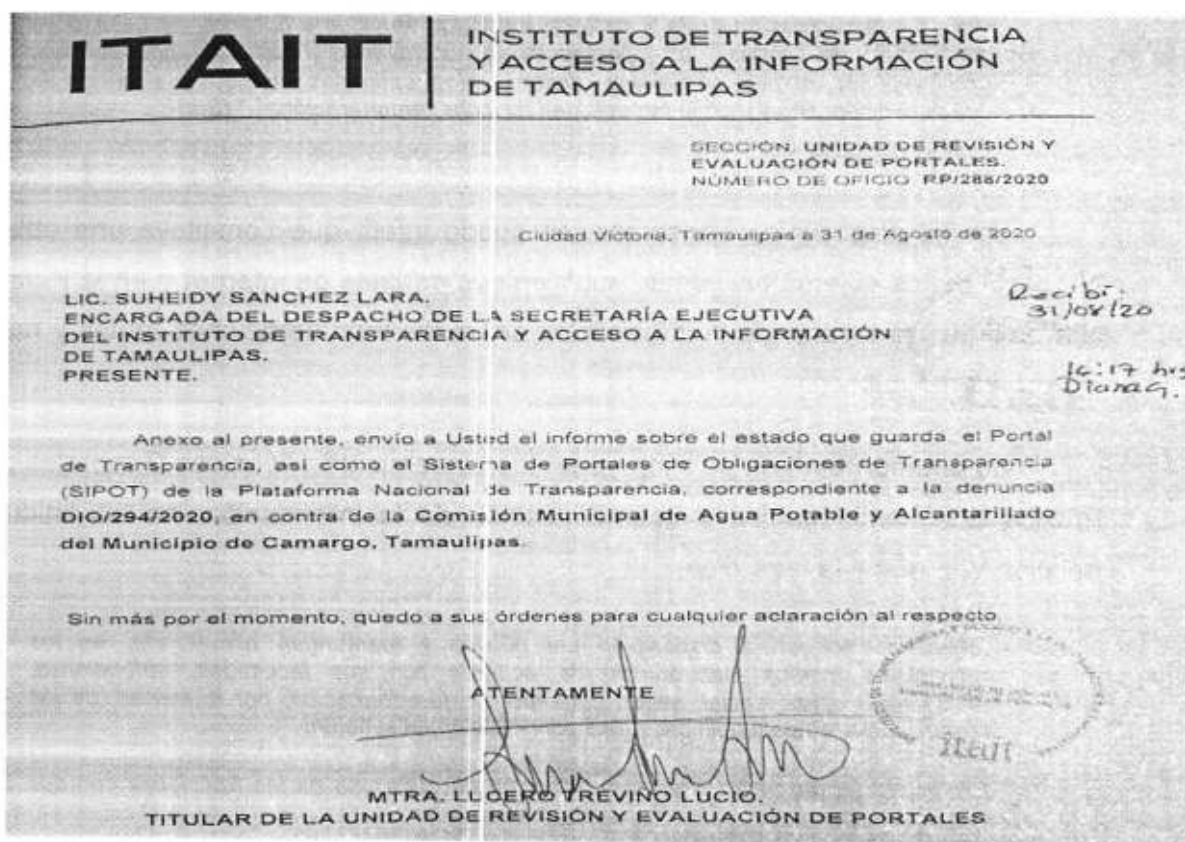 ITAIT
INSTITUTO DE TRANSPARENCIA
Y ACCESO A LA INFORMACIÓN
DE TAMAULIPAS
SECCIÓN: UNIDAD DE REVISIÓN Y
EVALUACIÓN DE PORTALES.
NÚMERO DE OFICIO: RP/288/2020
Ciudad Victoria, Tamaulipas a 31 de Agosto de 2020
LIC. SUHEIDY SANCHEZ LARA.
ENCARGADA DEL DESPACHO DE LA SECRETARÍA EJECUTIVA
DEL INSTITUTO DE TRANSPARENCIA Y ACCESO A LA INFORMACIÓN
DE TAMAULIPAS.
PRESENTE.
Recibí:
31/08/20
14:17 hrs
Diana G.
Anexo al presente, envío a Usted el informe sobre el estado que guarda el Portal
de Transparencia, así como el Sistema de Portales de Obligaciones de Transparencia
(SIPOT) de la Plataforma Nacional de Transparencia, correspondiente a la denuncia
DIO/294/2020, en contra de la Comisión Municipal de Agua Potable y Alcantarillado
del Municipio de Camargo, Tamaulipas.
Sin más por el momento, quedo a sus órdenes para cualquier aclaración al respecto
ATENTAMENTE
MTRA. LUCERO TREVIÑO LUCIO.
TITULAR DE LA UNIDAD DE REVISIÓN Y EVALUACIÓN DE PORTALES